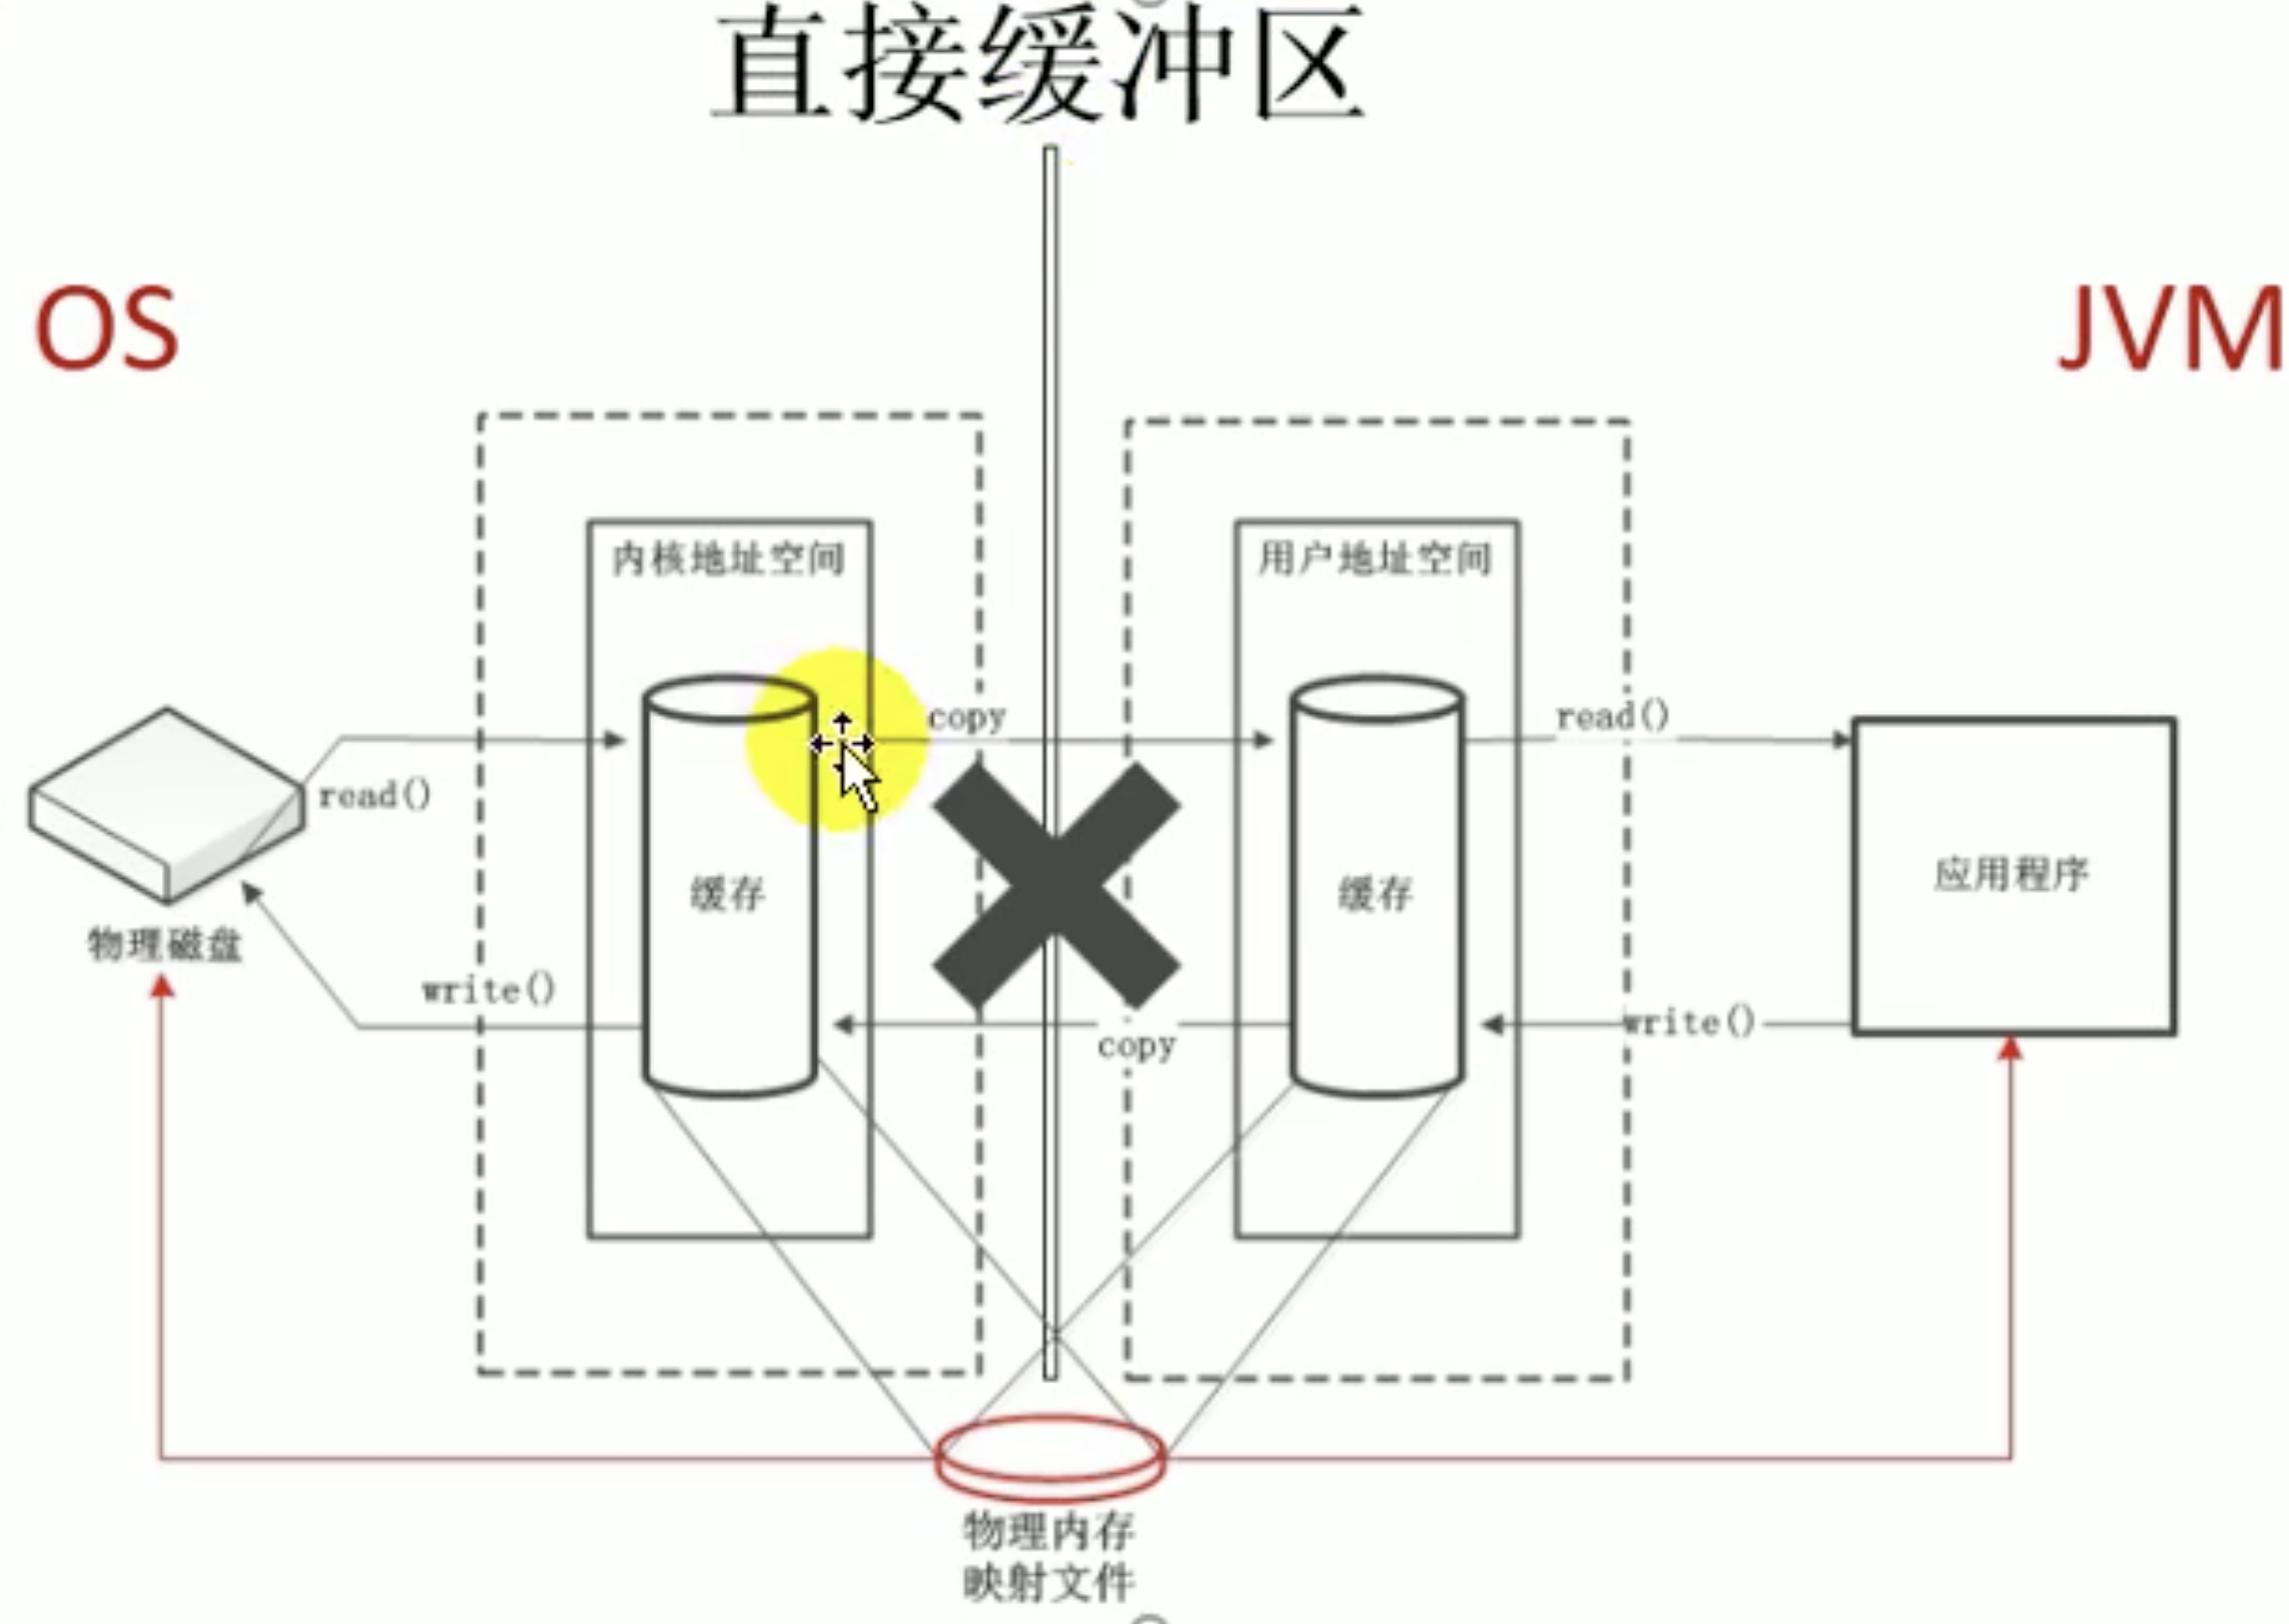 直接缓冲区
OS
JVM
内核地址空间
用户地址空间
copy
read()
read()
缓存
缓存
应用程序
物理磁盘
write()
write()
copy
物理内存
映射文件